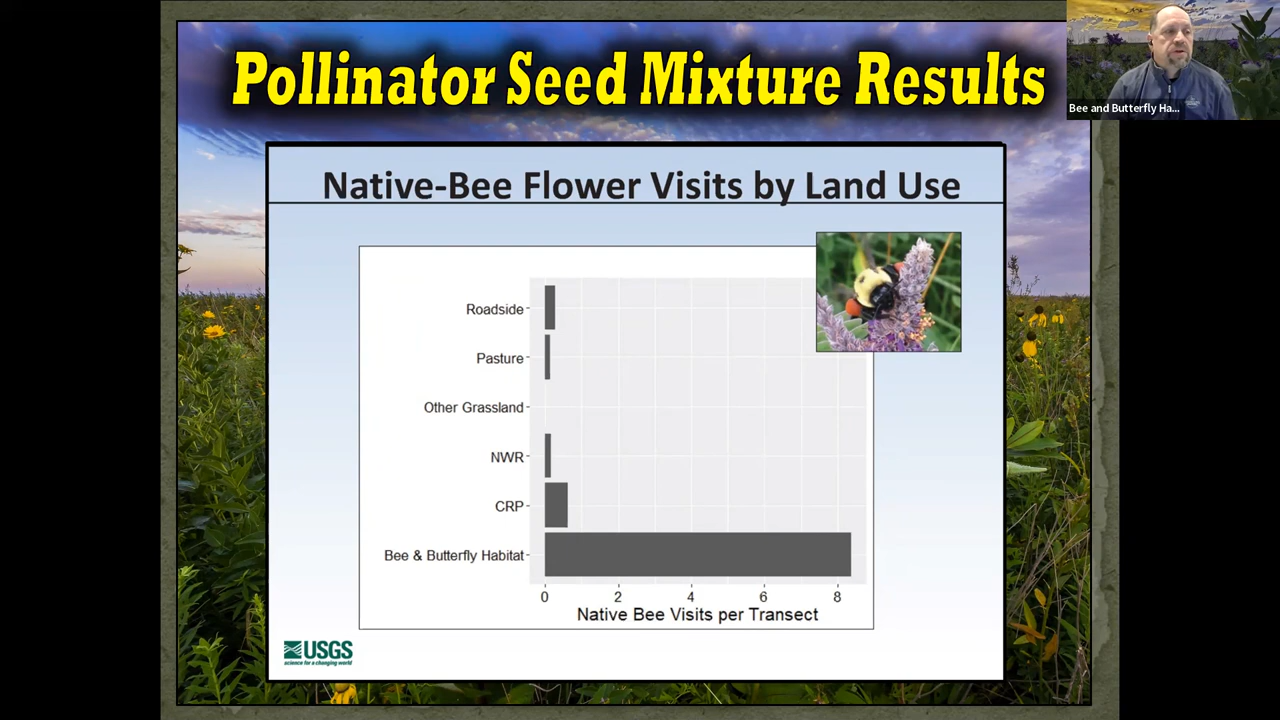 Pollinator Seed Mixture Results
Bee and Butterfly Ha...
Native-Bee Flower Visits by Land Use
Roadside
Pasture
Other Grassland
NWR
CRP
Bee & Butterfly Habitat
0 2 4 6 8
Native Bee Visits per Transect
USGS
science for a changing world